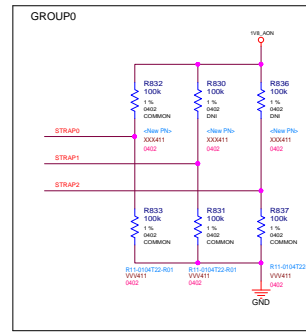 GROUP0
1V8_AON
R832
100k
1 %
0402
COMMON
<New PN>
XXX411
0402
R830
100k
1 %
0402
DNI
<New PN>
XXX411
0402
R836
100k
1 %
0402
DNI
<New PN>
XXX411
0402
STRAP0
STRAP1
STRAP2
R833
100k
1 %
0402
COMMON
R11-0104T22-R01
VVV411
0402
R831
100k
1 %
0402
COMMON
R11-0104T22-R01
VVV411
0402
R837
100k
1 %
0402
COMMON
R11-0104T22
VVV411
0402
GND